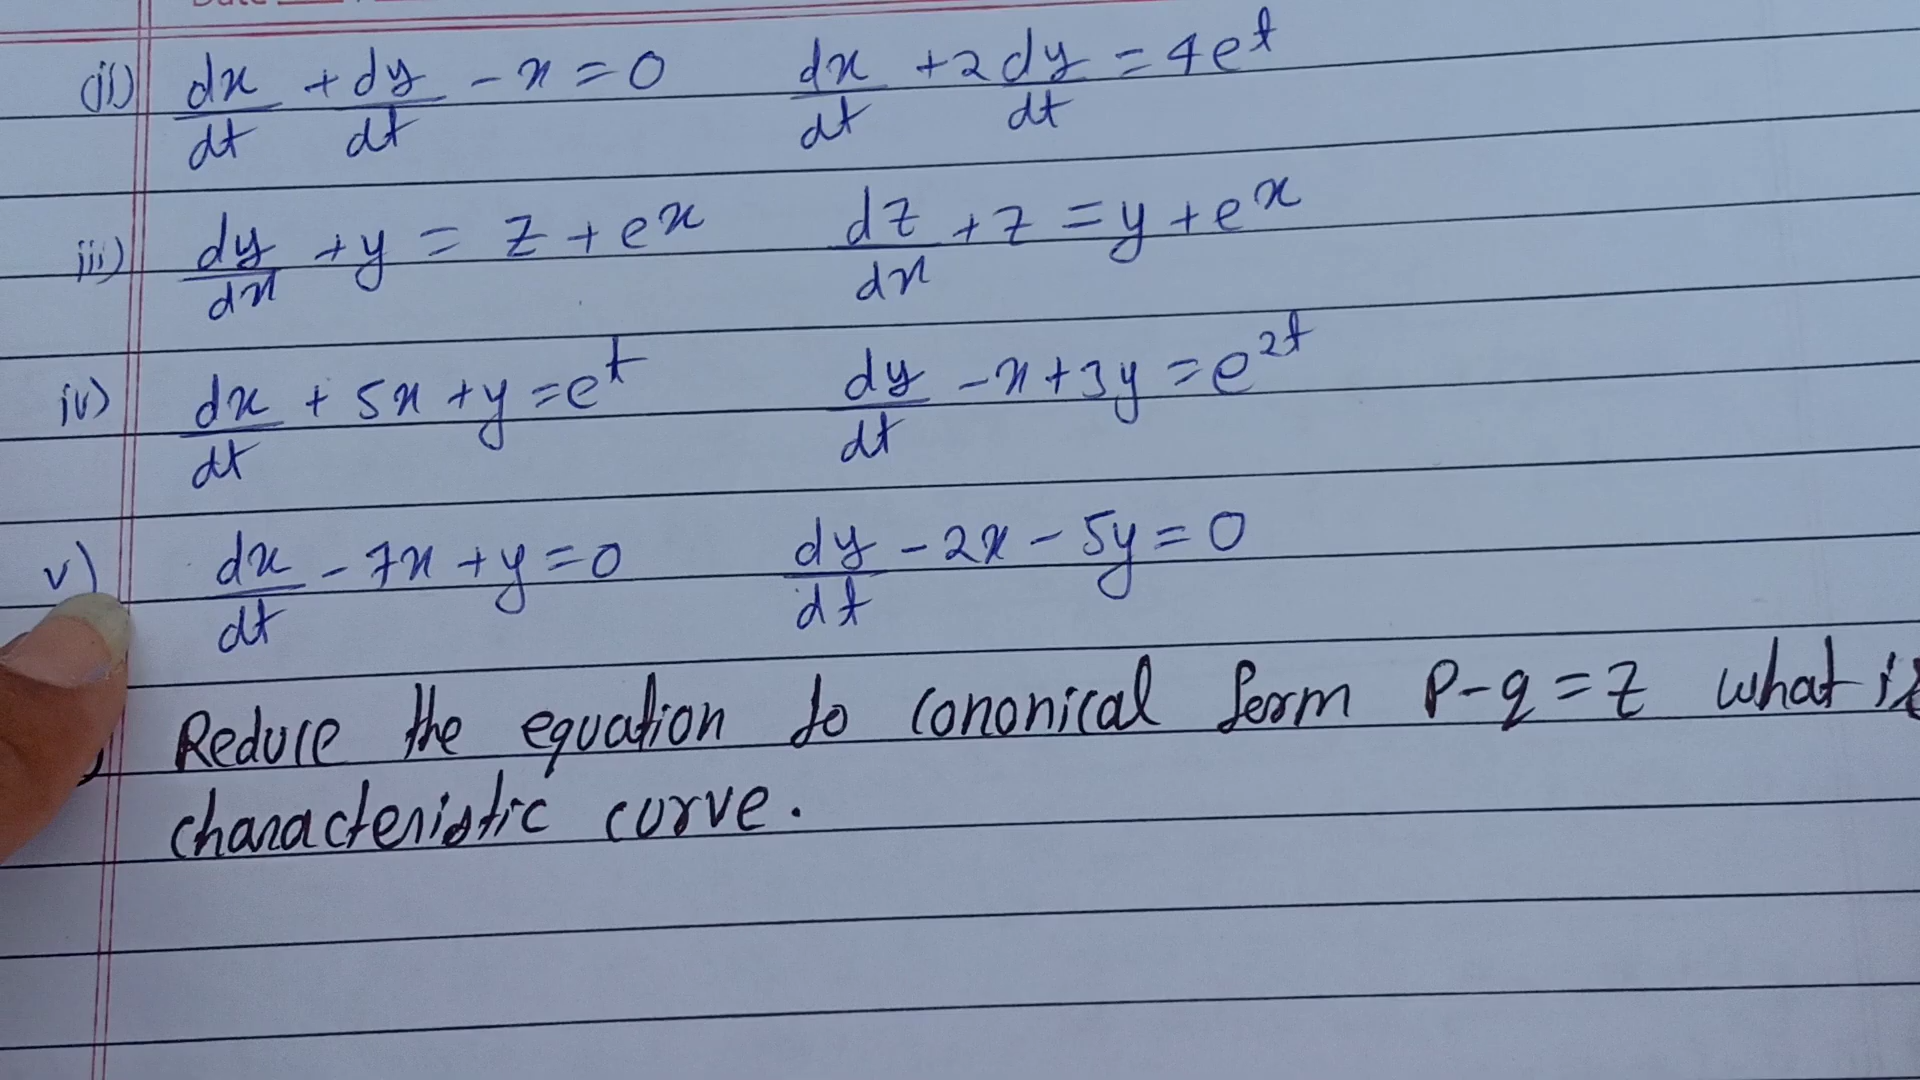 ii) dx/dt + dy/dt - x = 0 dx/dt + 2 dy/dt = 4e^t
iii) dy/dx + y = z + e^x dz/dx + z = y + e^x
iv) dx/dt + 5x + y = e^t dy/dt - x + 3y = e^2t
v) dx/dt - 7x + y = 0 dy/dt - 2x - 5y = 0
Reduce the equation to cononical form P-q=z what is
characteristic curve.